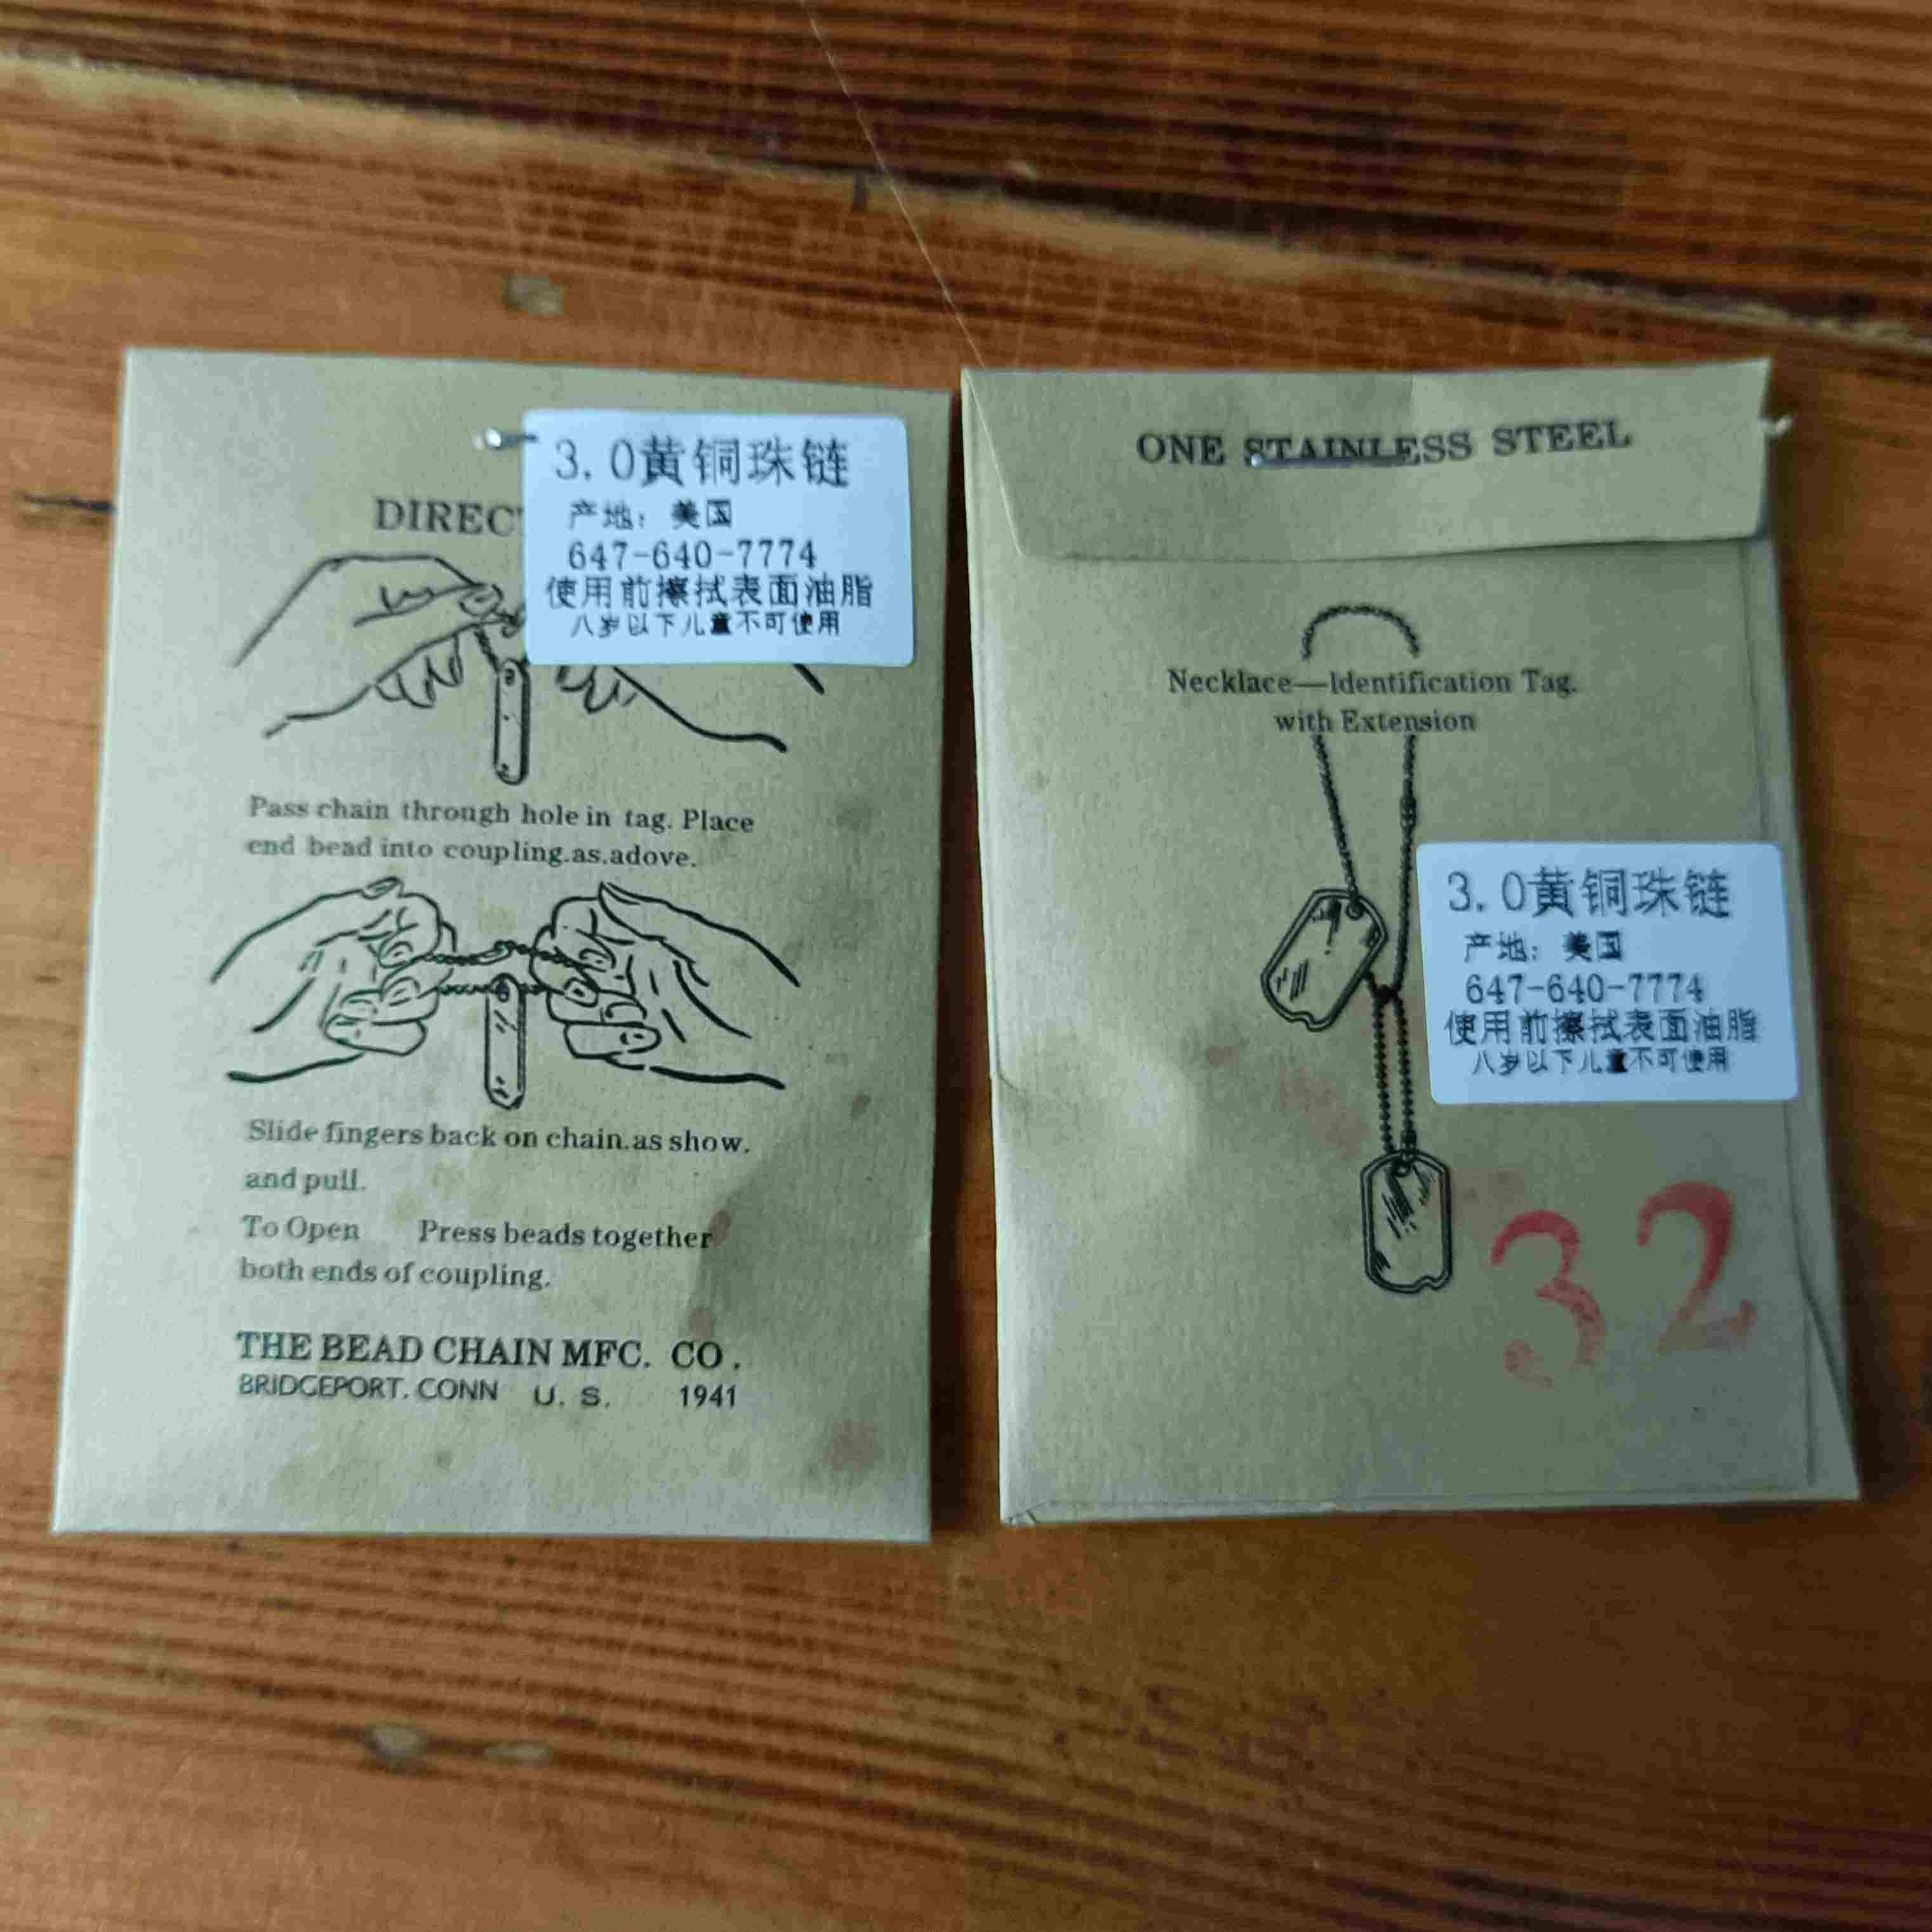 3.0黄铜珠链
产地：美国
647-640-7774
使用前擦拭表面油脂
八岁以下儿童不可使用
DIREC
Pass chain through hole in tag. Place
end bead into coupling.as.adove.
Slide fingers back on chain.as show.
and pull.
To Open Press beads together
both ends of coupling.
THE BEAD CHAIN MFC. CO.
BRIDGEPORT. CONN U. S. 1941
ONE STAINLESS STEEL
Necklace—Identification Tag.
with Extension
3.0黄铜珠链
产地：美国
647-640-7774
使用前擦拭表面油脂
八岁以下儿童不可使用
32